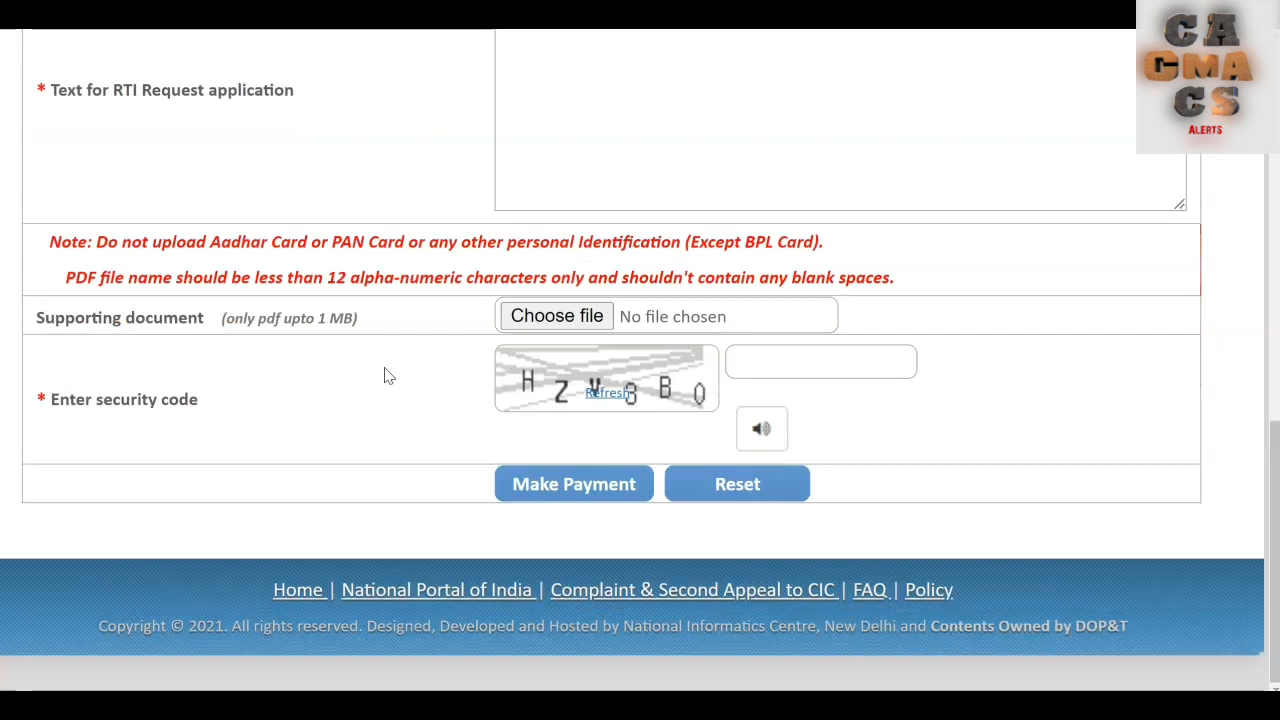 CA
CMA
CS
ALERTS
* Text for RTI Request application
Note: Do not upload Aadhar Card or PAN Card or any other personal Identification (Except BPL Card).
PDF file name should be less than 12 alpha-numeric characters only and shouldn't contain any blank spaces.
Supporting document (only pdf upto 1 MB)
Choose file No file chosen
* Enter security code
Refresh
Make Payment
Reset
Home | National Portal of India | Complaint & Second Appeal to CIC | FAQ | Policy
Copyright © 2021. All rights reserved. Designed, Developed and Hosted by National Informatics Centre, New Delhi and Contents Owned by DOP&T